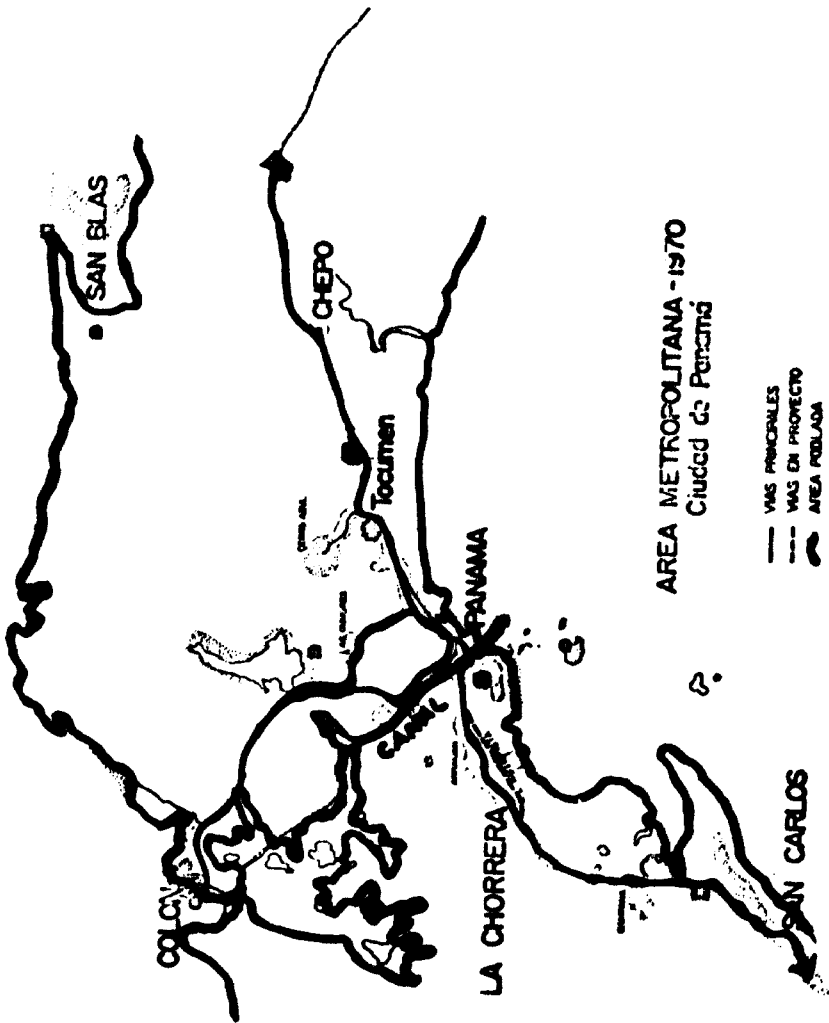 SAN BLAS
CHEPO
Tocumen
PANAMA
COLON
CANAL
LA CHORRERA
SAN CARLOS
AREA METROPOLITANA - 1970
Ciudad de Panamá
VIAS PRINCIPALES
VIAS EN PROYECTO
AREA POBLADA